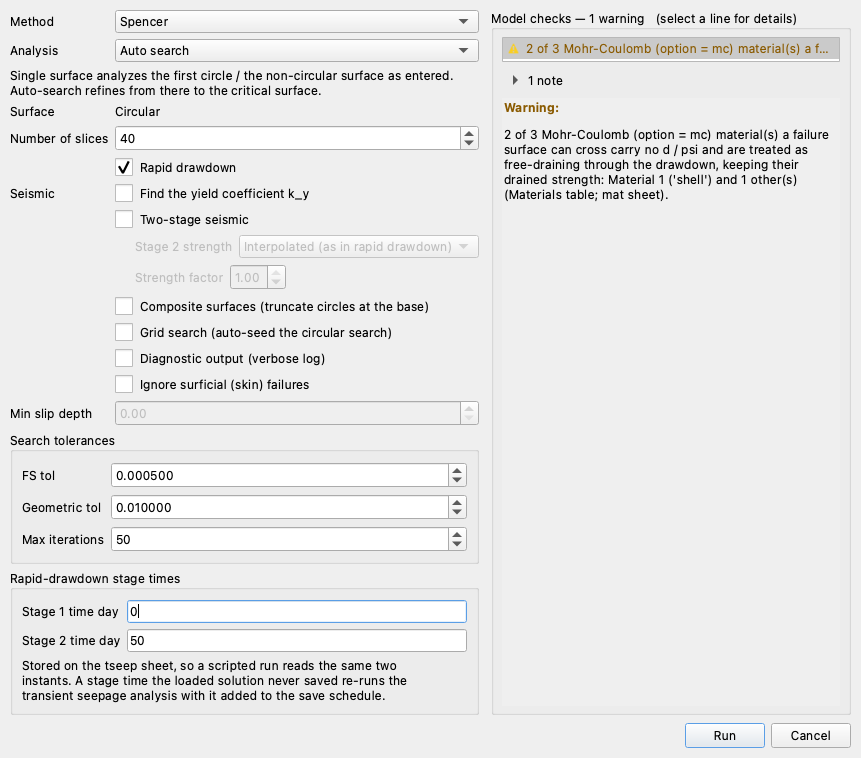 Method
Spencer
Analysis
Auto search
Single surface analyzes the first circle / the non-circular surface as entered.
Auto-search refines from there to the critical surface.
Surface
Circular
Number of slices
40
Rapid drawdown
Seismic
Find the yield coefficient k_y
Two-stage seismic
Stage 2 strength
Interpolated (as in rapid drawdown)
Strength factor
1.00
Composite surfaces (truncate circles at the base)
Grid search (auto-seed the circular search)
Diagnostic output (verbose log)
Ignore surficial (skin) failures
Min slip depth
0.00
Search tolerances
FS tol
0.000500
Geometric tol
0.010000
Max iterations
50
Rapid-drawdown stage times
Stage 1 time day
0
Stage 2 time day
50
Stored on the tseep sheet, so a scripted run reads the same two
instants. A stage time the loaded solution never saved re-runs the
transient seepage analysis with it added to the save schedule.
Model checks — 1 warning (select a line for details)
2 of 3 Mohr-Coulomb (option = mc) material(s) a f...
1 note
Warning:
2 of 3 Mohr-Coulomb (option = mc) material(s) a failure
surface can cross carry no d / psi and are treated as
free-draining through the drawdown, keeping their
drained strength: Material 1 ('shell') and 1 other(s)
(Materials table; mat sheet).
Run
Cancel